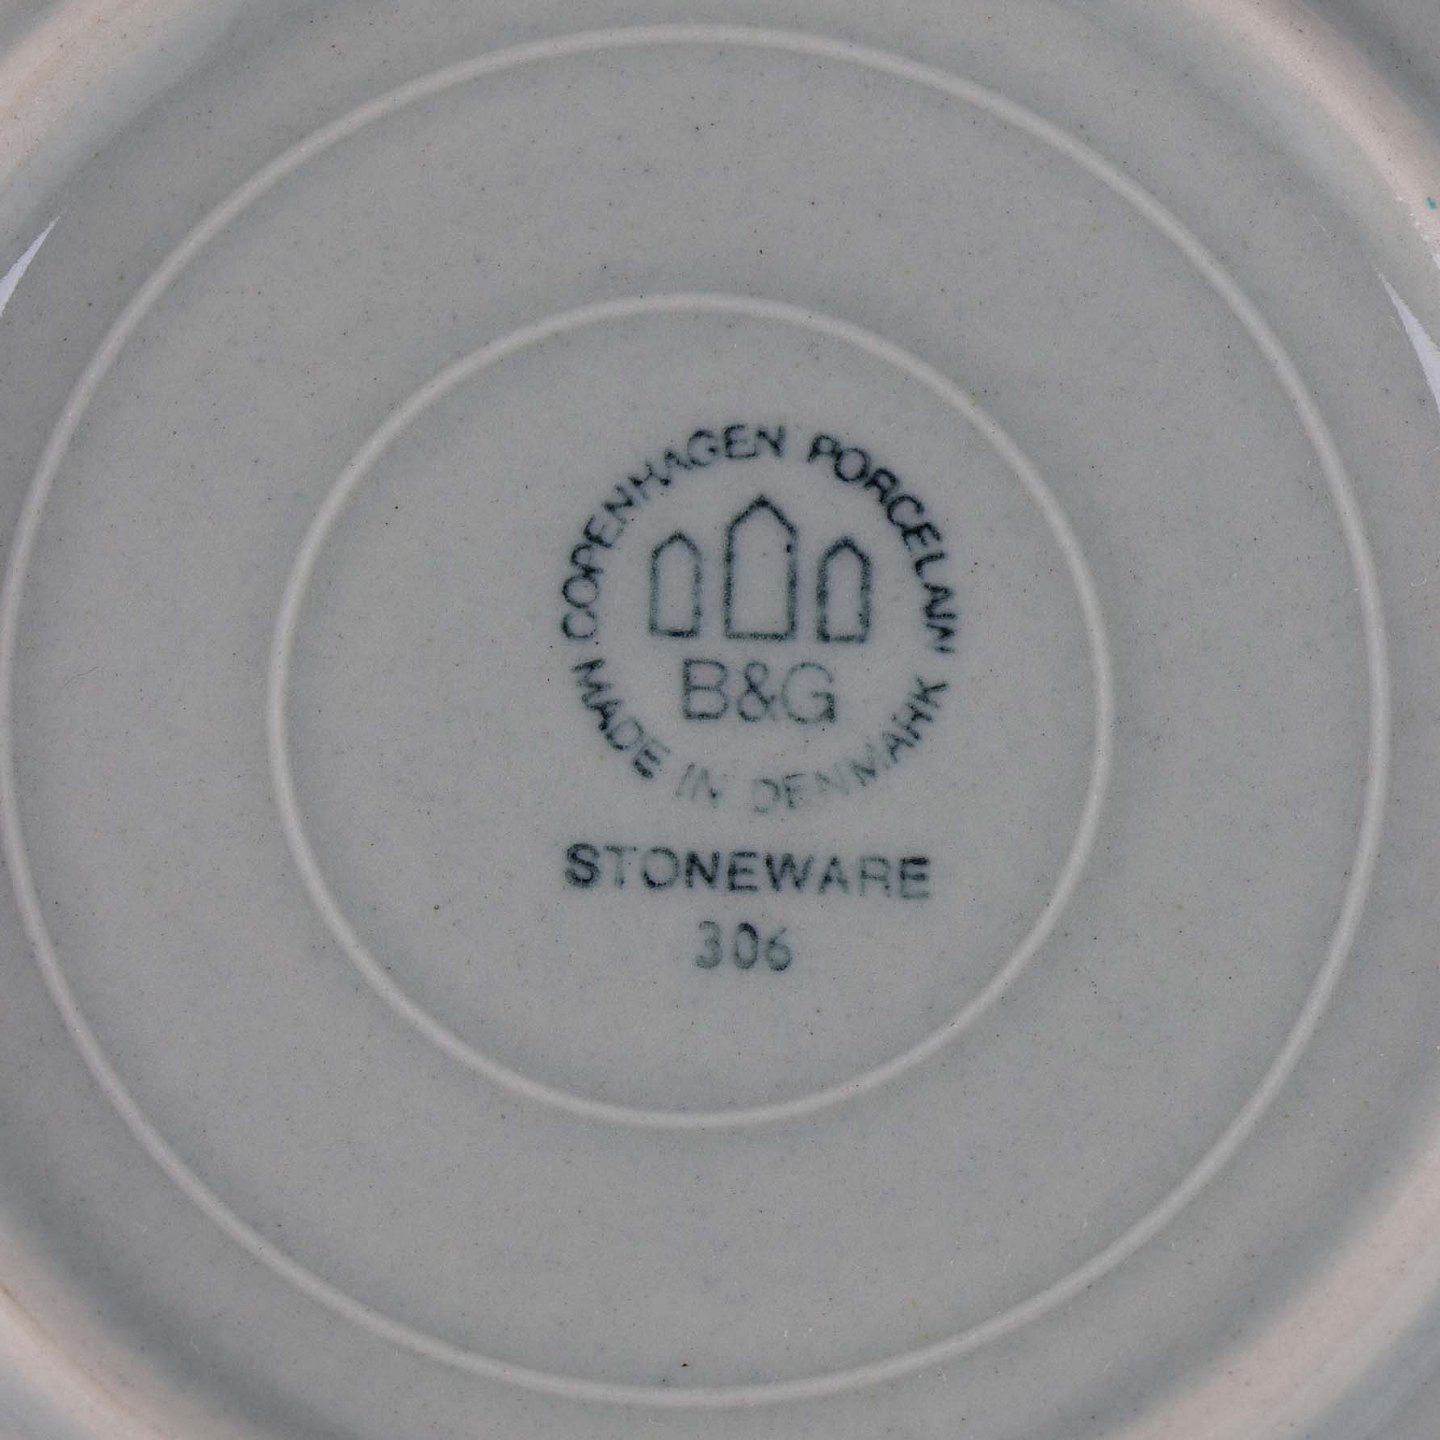 COPENHAGEN PORCELAIN
B&G
MADE IN DENMARK
STONEWARE
306